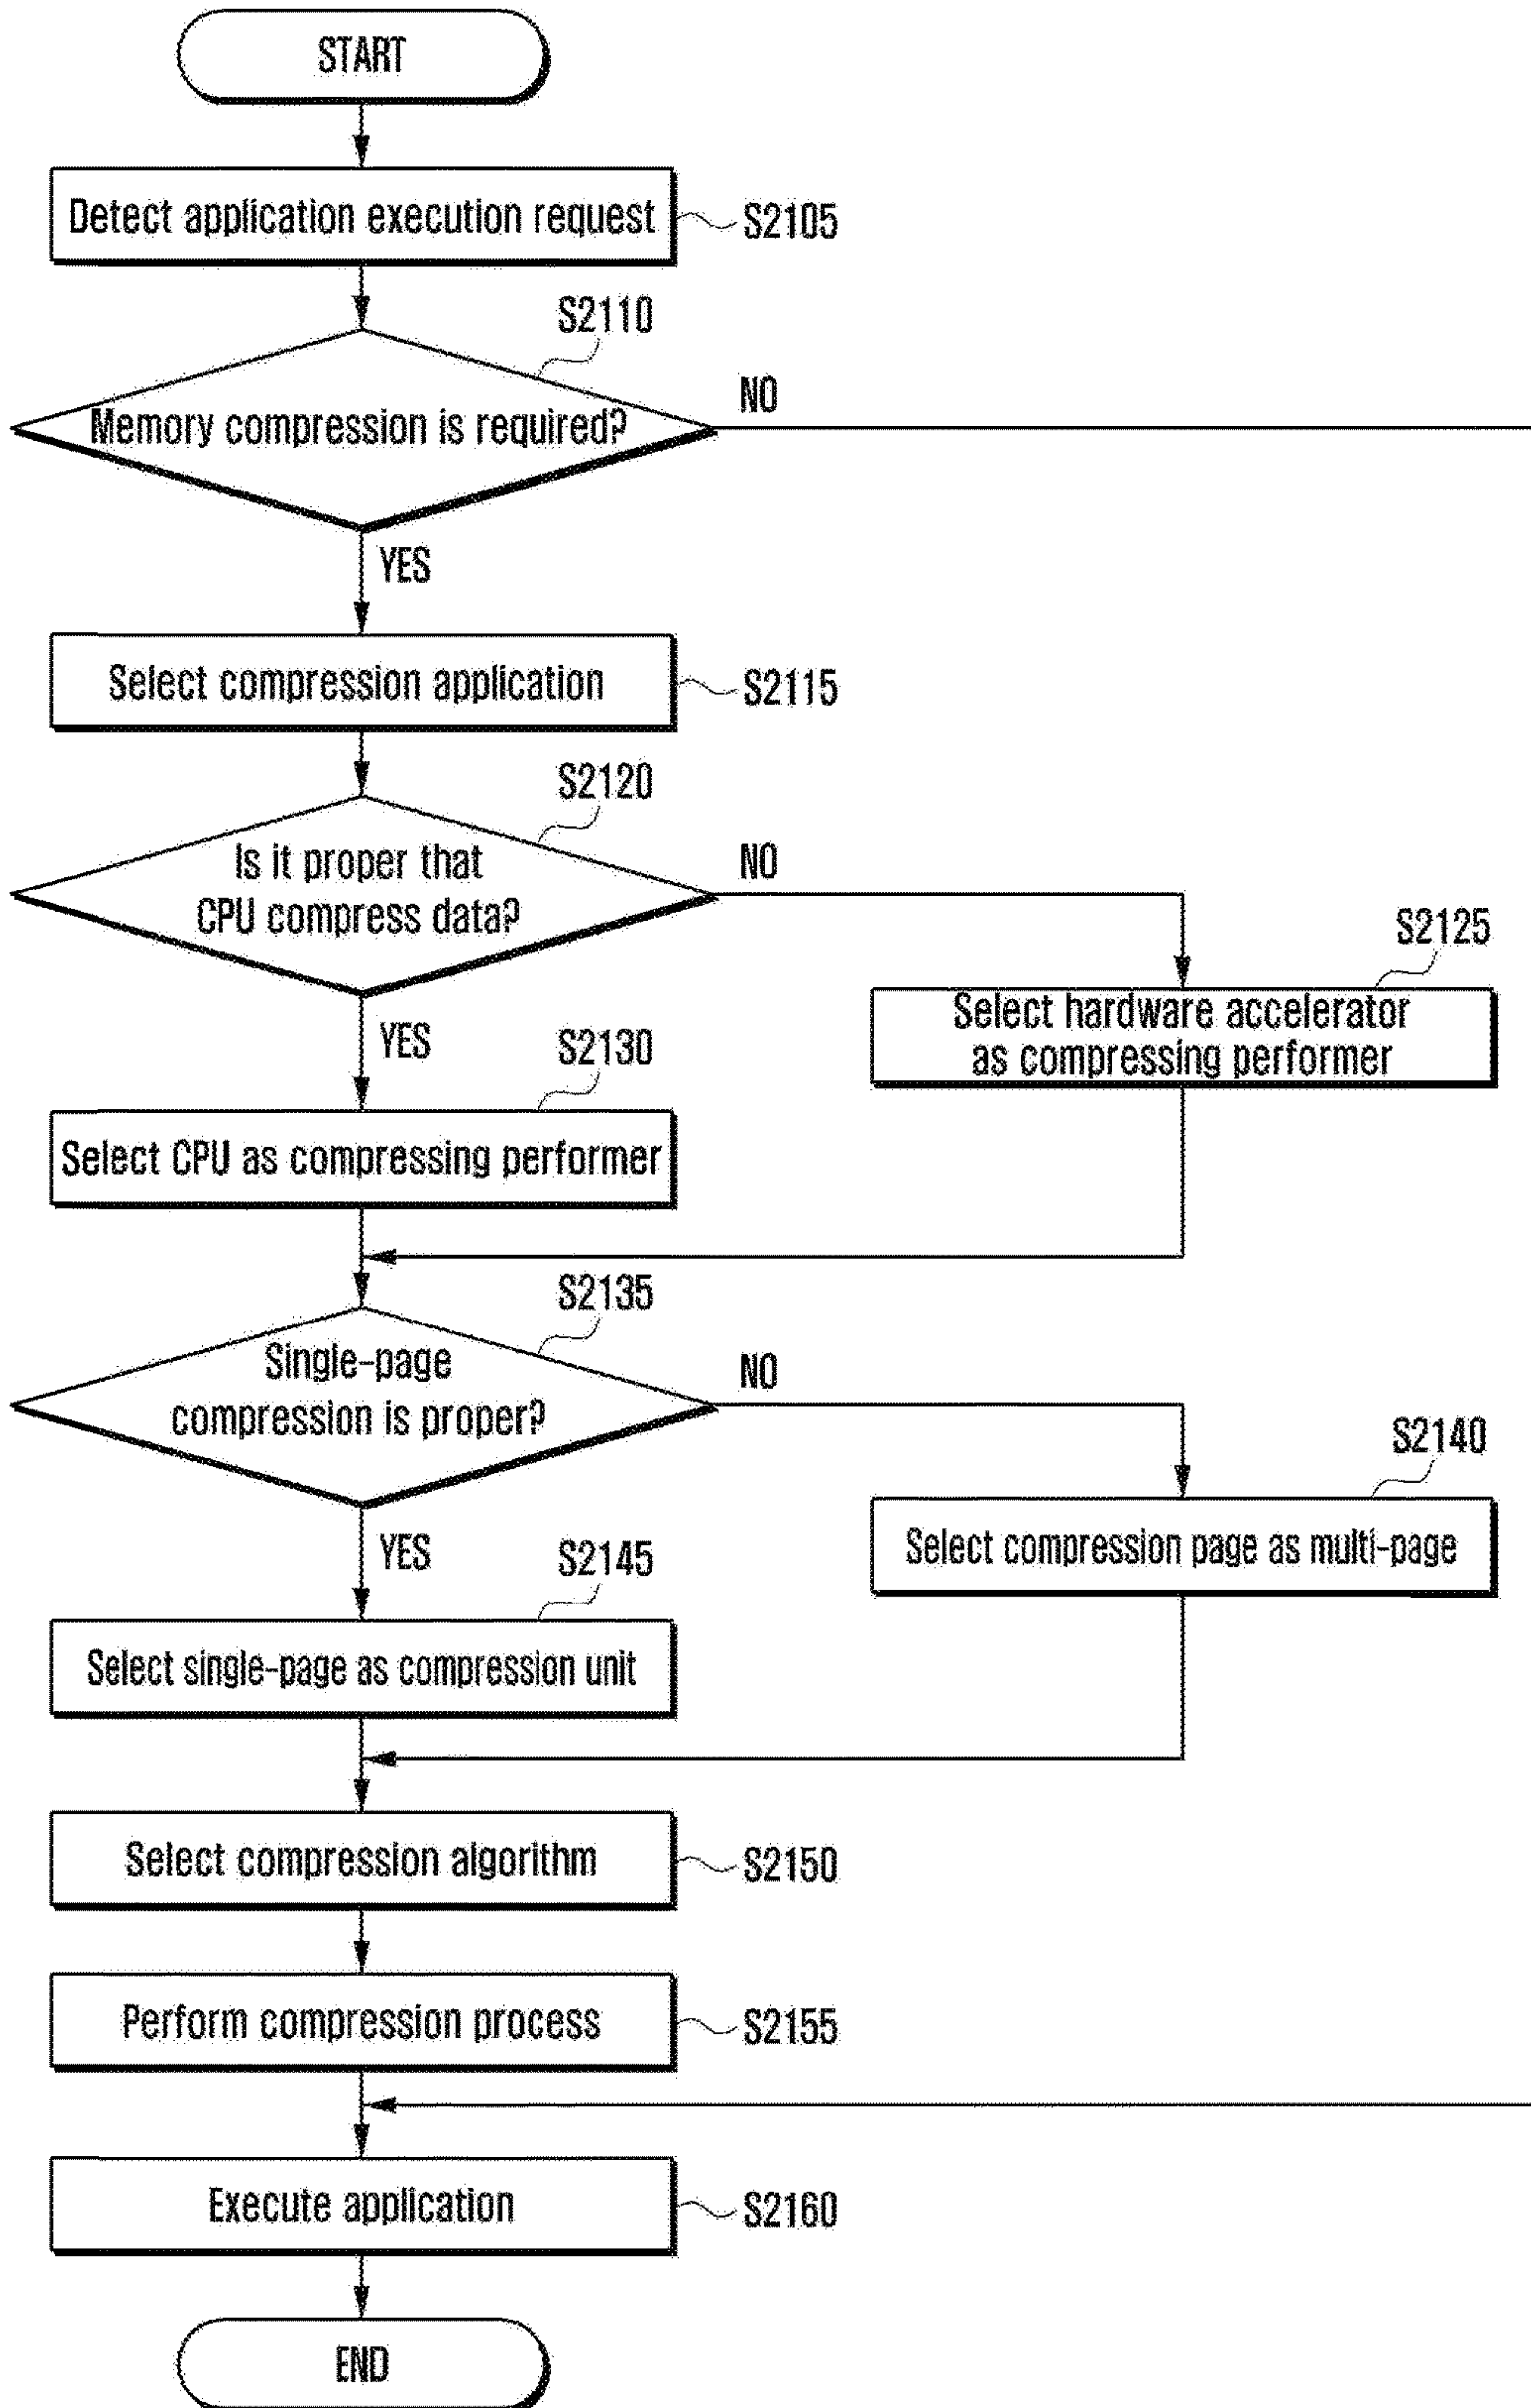 START
Detect application execution request
S2105
S2110
Memory compression is required?
NO
YES
Select compression application
S2115
S2120
Is it proper that
CPU compress data?
NO
S2125
Select hardware accelerator
as compressing performer
YES
S2130
Select CPU as compressing performer
S2135
Single-page
compression is proper?
NO
S2140
Select compression page as multi-page
YES
S2145
Select single-page as compression unit
Select compression algorithm
S2150
Perform compression process
S2155
Execute application
S2160
END